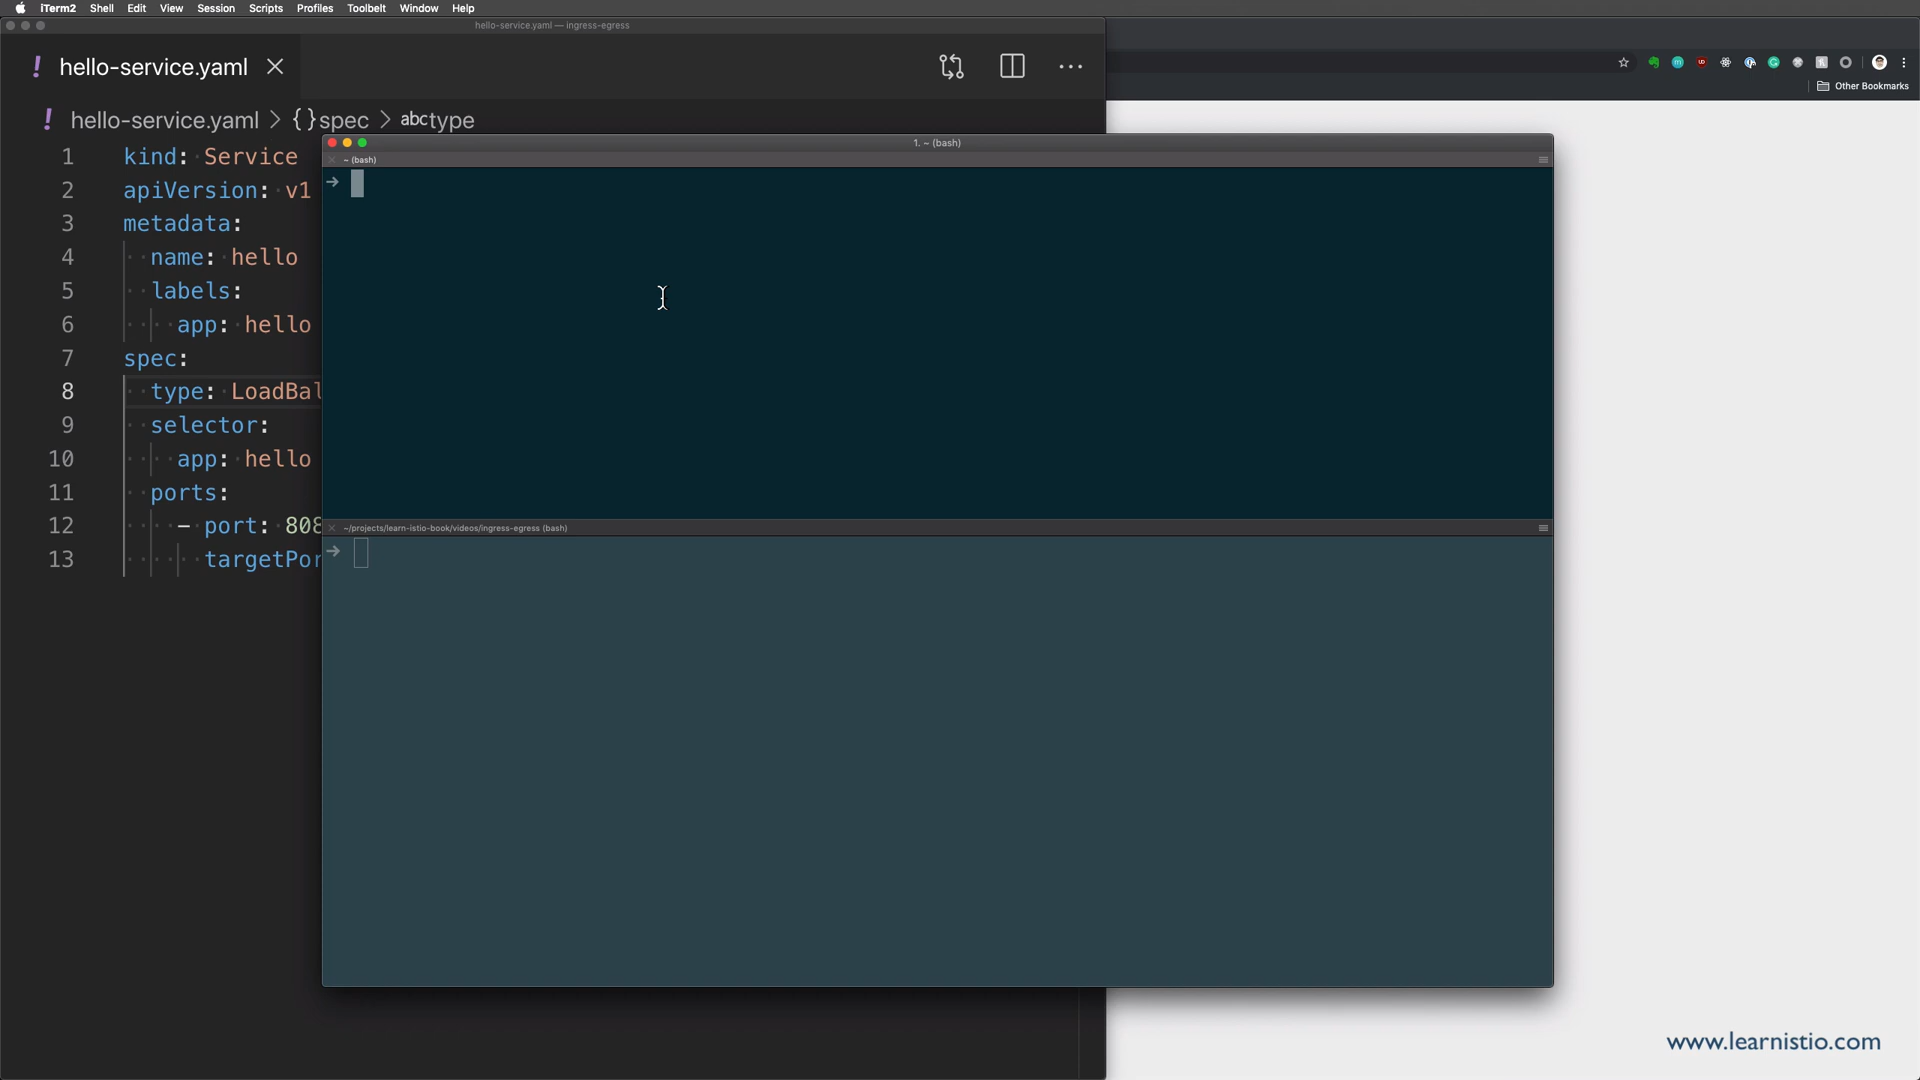 iTerm2 Shell Edit View Session Scripts Profiles Toolbelt Window Help
hello-service.yaml — ingress-egress
! hello-service.yaml
Other Bookmarks
! hello-service.yaml > {} spec > abc type
1 kind: Service
2 apiVersion: v1
3 metadata:
4 name: hello
5 labels:
6 app: hello
7 spec:
8 type: LoadBal
9 selector:
10 app: hello
11 ports:
12 - port: 808
13 targetPor
1. ~ (bash)
~ (bash)
~/projects/learn-istio-book/videos/ingress-egress (bash)
www.learnistio.com